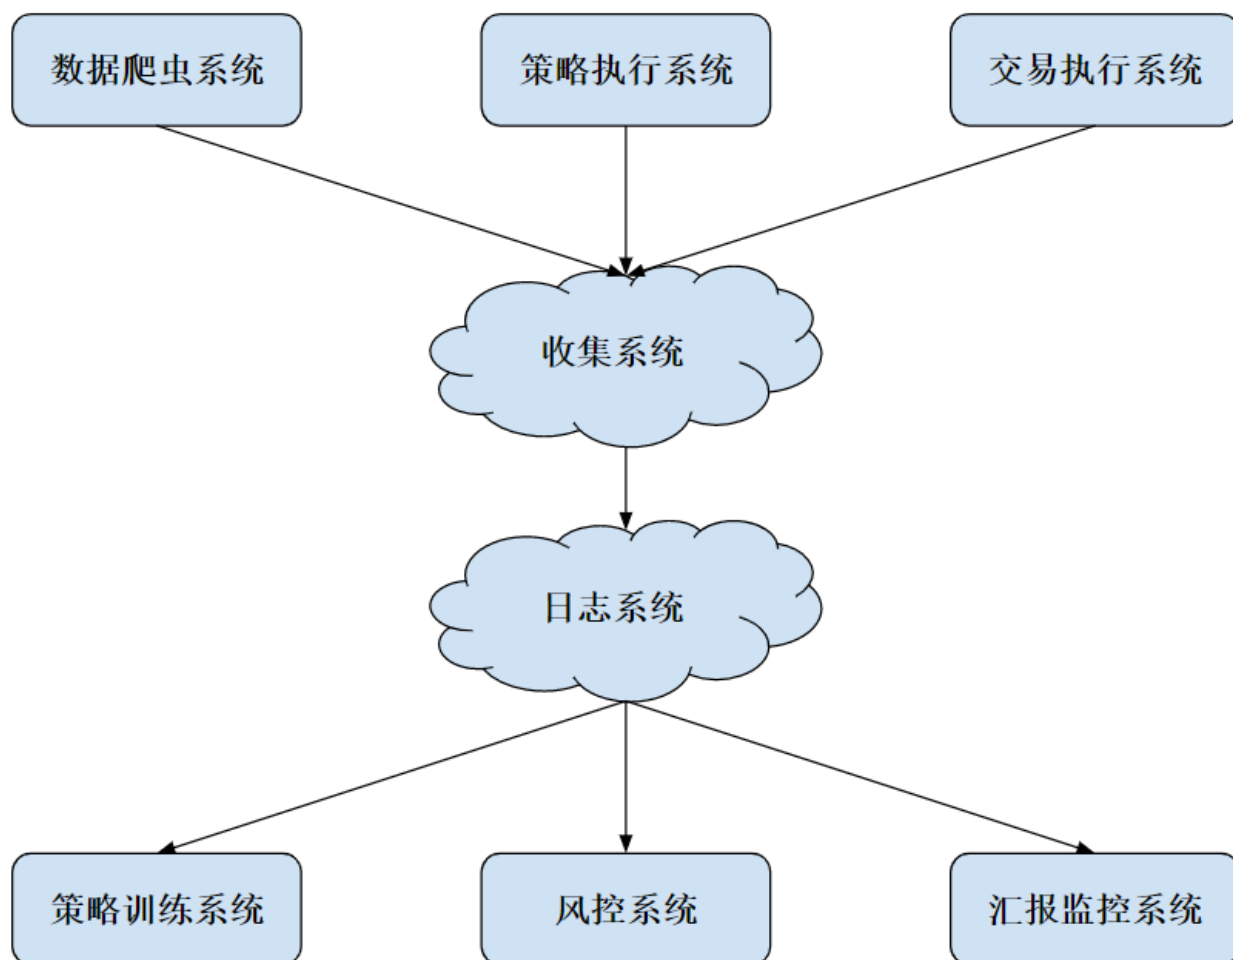 数据爬虫系统
策略执行系统
交易执行系统
收集系统
日志系统
策略训练系统
风控系统
汇报监控系统